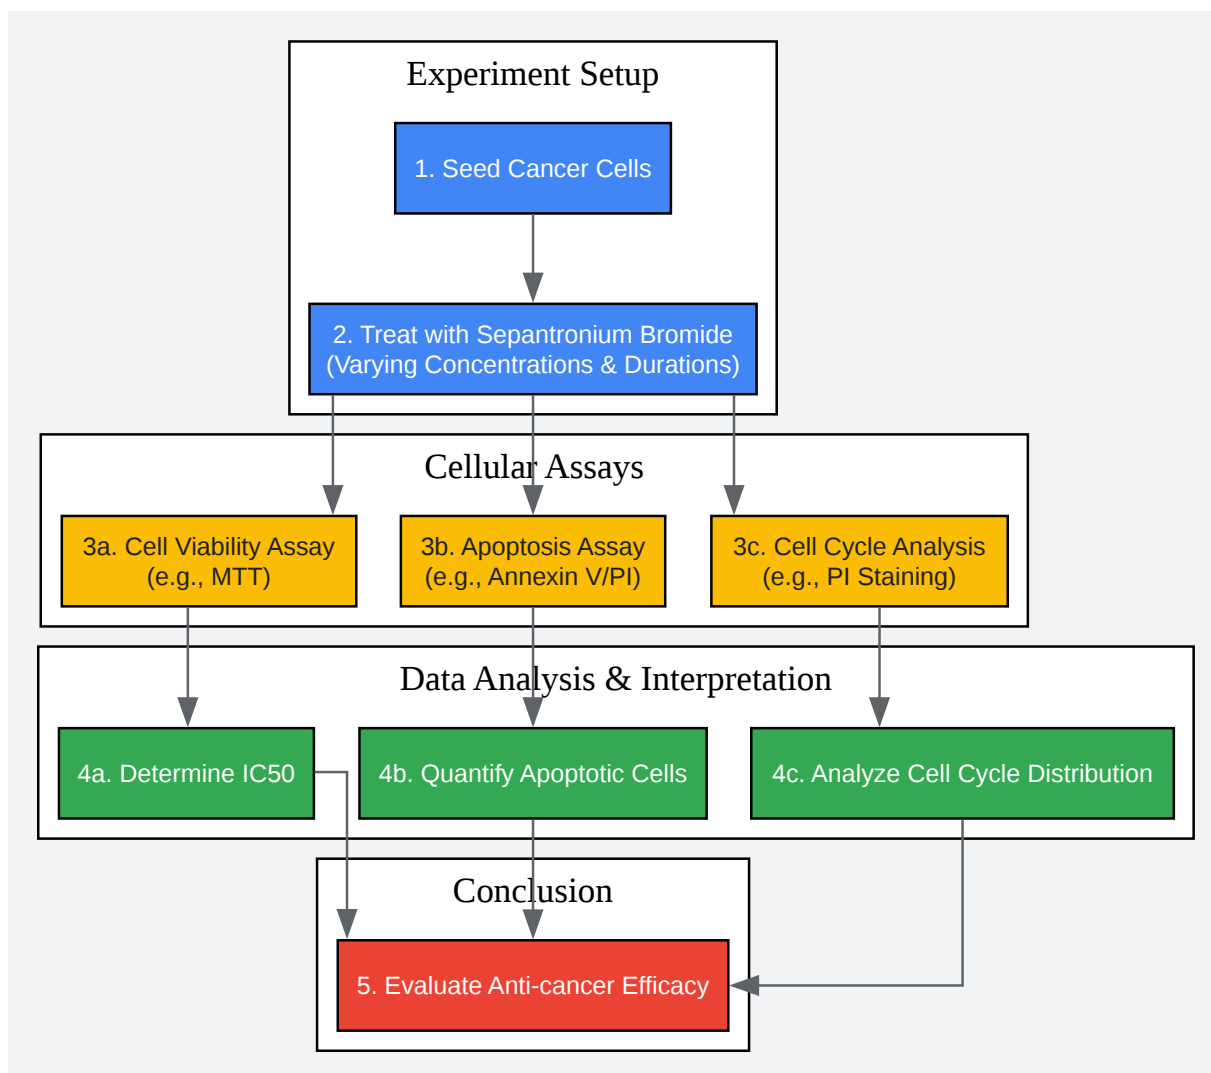 Experiment Setup
1. Seed Cancer Cells
2. Treat with Sepantronium Bromide
(Varying Concentrations & Durations)
Cellular Assays
3a. Cell Viability Assay
(e.g., MTT)
3b. Apoptosis Assay
(e.g., Annexin V/PI)
3c. Cell Cycle Analysis
(e.g., PI Staining)
Data Analysis & Interpretation
4a. Determine IC50
4b. Quantify Apoptotic Cells
4c. Analyze Cell Cycle Distribution
Conclusion
5. Evaluate Anti-cancer Efficacy